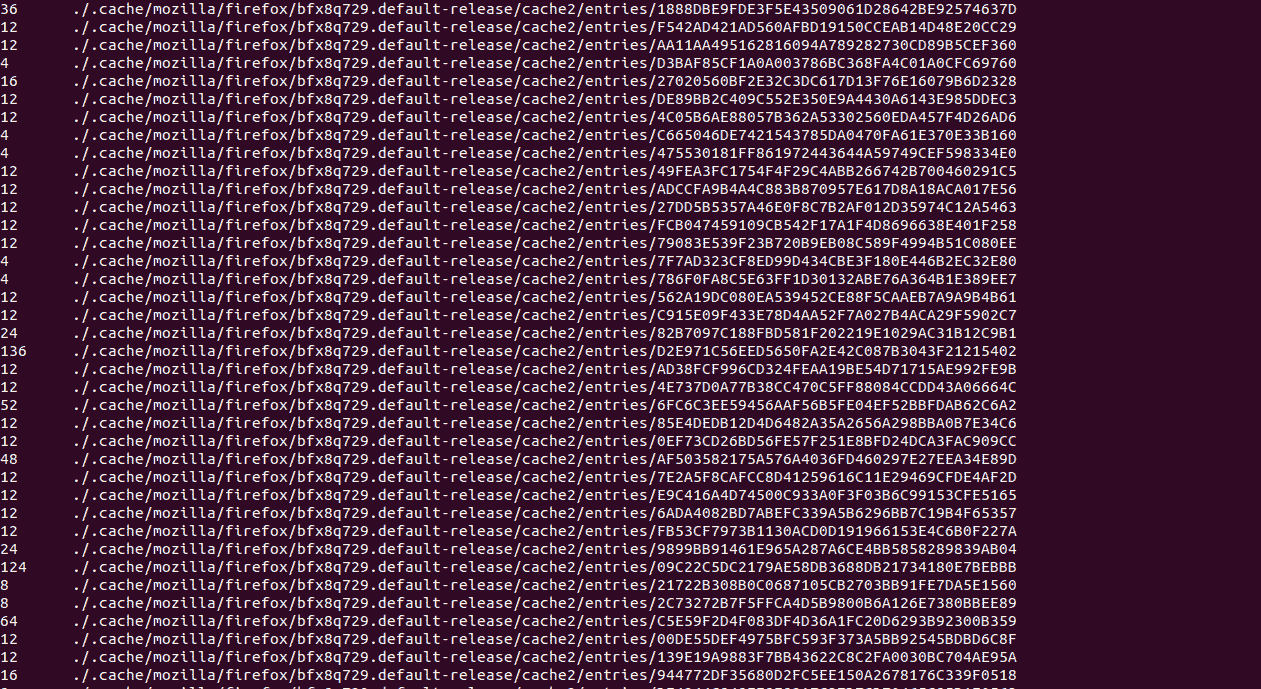 36 ./.cache/mozilla/firefox/bfx8q729.default-release/cache2/entries/1888DBE9FDE3F5E43509061D28642BE92574637D
12 ./.cache/mozilla/firefox/bfx8q729.default-release/cache2/entries/F542AD421AD560AFBD19150CCEAB14D48E20CC29
12 ./.cache/mozilla/firefox/bfx8q729.default-release/cache2/entries/AA11AA495162816094A789282730CD89B5CEF360
4 ./.cache/mozilla/firefox/bfx8q729.default-release/cache2/entries/D3BAF85CF1A0A003786BC368FA4C01A0CFC69760
16 ./.cache/mozilla/firefox/bfx8q729.default-release/cache2/entries/27020560BF2E32C3DC617D13F76E16079B6D2328
12 ./.cache/mozilla/firefox/bfx8q729.default-release/cache2/entries/DE89BB2C409C552E350E9A4430A6143E985DDEC3
12 ./.cache/mozilla/firefox/bfx8q729.default-release/cache2/entries/4C05B6AE88057B362A53302560EDA457F4D26AD6
4 ./.cache/mozilla/firefox/bfx8q729.default-release/cache2/entries/C665046DE7421543785DA0470FA61E370E33B160
4 ./.cache/mozilla/firefox/bfx8q729.default-release/cache2/entries/475530181FF861972443644A59749CEF598334E0
12 ./.cache/mozilla/firefox/bfx8q729.default-release/cache2/entries/49FEA3FC1754F4F29C4ABB266742B700460291C5
12 ./.cache/mozilla/firefox/bfx8q729.default-release/cache2/entries/ADCCFA9B4A4C883B870957E617D8A18ACA017E56
12 ./.cache/mozilla/firefox/bfx8q729.default-release/cache2/entries/27DD5B5357A46E0F8C7B2AF012D35974C12A5463
12 ./.cache/mozilla/firefox/bfx8q729.default-release/cache2/entries/FCB047459109CB542F17A1F4D8696638E401F258
12 ./.cache/mozilla/firefox/bfx8q729.default-release/cache2/entries/79083E539F23B720B9EB08C589F4994B51C080EE
4 ./.cache/mozilla/firefox/bfx8q729.default-release/cache2/entries/7F7AD323CF8ED99D434CBE3F180E446B2EC32E80
4 ./.cache/mozilla/firefox/bfx8q729.default-release/cache2/entries/786F0FA8C5E63FF1D30132ABE76A364B1E389EE7
12 ./.cache/mozilla/firefox/bfx8q729.default-release/cache2/entries/562A19DC080EA539452CE88F5CAAEB7A9A9B4B61
12 ./.cache/mozilla/firefox/bfx8q729.default-release/cache2/entries/C915E09F433E78D4AA52F7A027B4ACA29F5902C7
24 ./.cache/mozilla/firefox/bfx8q729.default-release/cache2/entries/82B7097C188FBD581F202219E1029AC31B12C9B1
136 ./.cache/mozilla/firefox/bfx8q729.default-release/cache2/entries/D2E971C56EED5650FA2E42C087B3043F21215402
12 ./.cache/mozilla/firefox/bfx8q729.default-release/cache2/entries/AD38FCF996CD324FEAA19BE54D71715AE992FE9B
12 ./.cache/mozilla/firefox/bfx8q729.default-release/cache2/entries/4E737D0A77B38CC470C5FF88084CCDD43A06664C
52 ./.cache/mozilla/firefox/bfx8q729.default-release/cache2/entries/6FC6C3EE59456AAF56B5FE04EF52BBFDAB62C6A2
12 ./.cache/mozilla/firefox/bfx8q729.default-release/cache2/entries/85E4DEDB12D4D6482A35A2656A298BBA0B7E34C6
12 ./.cache/mozilla/firefox/bfx8q729.default-release/cache2/entries/0EF73CD26BD56FE57F251E8BFD24DCA3FAC909CC
48 ./.cache/mozilla/firefox/bfx8q729.default-release/cache2/entries/AF503582175A576A4036FD460297E27EEA34E89D
12 ./.cache/mozilla/firefox/bfx8q729.default-release/cache2/entries/7E2A5F8CAFCC8D41259616C11E29469CFDE4AF2D
12 ./.cache/mozilla/firefox/bfx8q729.default-release/cache2/entries/E9C416A4D74500C933A0F3F03B6C99153CFE5165
12 ./.cache/mozilla/firefox/bfx8q729.default-release/cache2/entries/6ADA4082BD7ABEFC339A5B6296BB7C19B4F65357
12 ./.cache/mozilla/firefox/bfx8q729.default-release/cache2/entries/FB53CF7973B1130ACD0D191966153E4C6B0F227A
24 ./.cache/mozilla/firefox/bfx8q729.default-release/cache2/entries/9899BB91461E965A287A6CE4BB5858289839AB04
124 ./.cache/mozilla/firefox/bfx8q729.default-release/cache2/entries/09C22C5DC2179AE58DB3688DB21734180E7BEBBB
8 ./.cache/mozilla/firefox/bfx8q729.default-release/cache2/entries/21722B308B0C0687105CB2703BB91FE7DA5E1560
8 ./.cache/mozilla/firefox/bfx8q729.default-release/cache2/entries/2C73272B7F5FFCA4D5B9800B6A126E7380BBEE89
64 ./.cache/mozilla/firefox/bfx8q729.default-release/cache2/entries/C5E59F2D4F083DF4D36A1FC20D6293B92300B359
12 ./.cache/mozilla/firefox/bfx8q729.default-release/cache2/entries/00DE55DEF4975BFC593F373A5BB92545BDBD6C8F
12 ./.cache/mozilla/firefox/bfx8q729.default-release/cache2/entries/139E19A9883F7BB43622C8C2FA0030BC704AE95A
16 ./.cache/mozilla/firefox/bfx8q729.default-release/cache2/entries/944772DF35680D2FC5EE150A2678176C339F0518